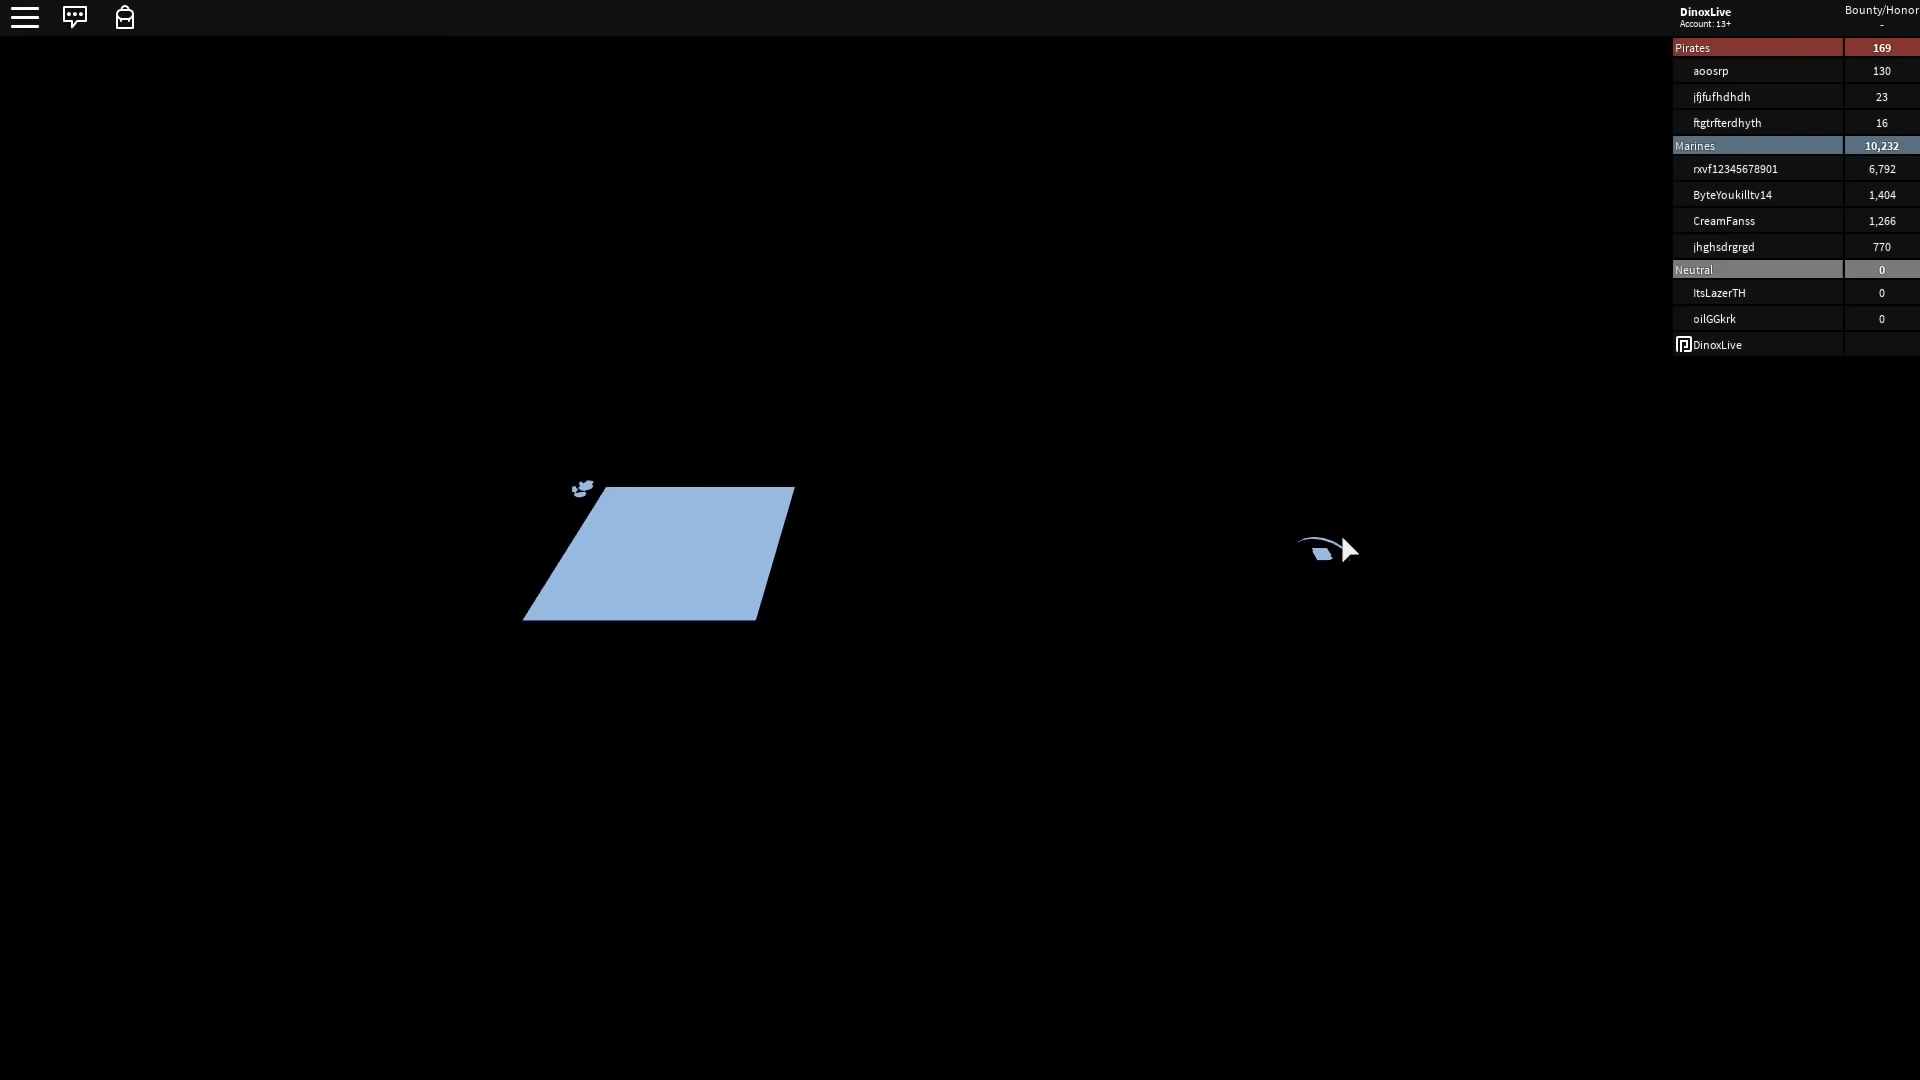 DinoxLive
Account: 13+
Bounty/Honor
-
Pirates 169
aoosrp 130
jfjfufhdhdh 23
ftgtrfterdhyth 16
Marines 10,232
rxvf12345678901 6,792
ByteYoukilltv14 1,404
CreamFanss 1,266
jhghsdrgrgd 770
Neutral 0
ItsLazerTH 0
oilGGkrk 0
DinoxLive